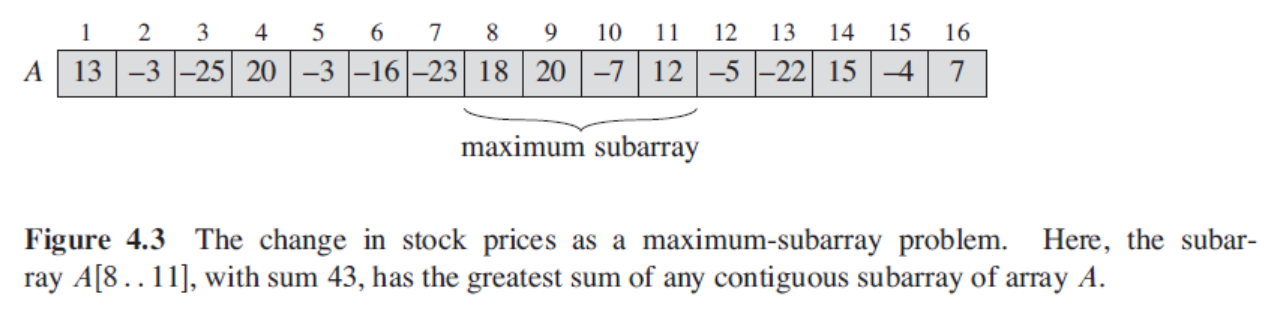 1 2 3 4 5 6 7 8 9 10 11 12 13 14 15 16
A 13 –3 –25 20 –3 –16 –23 18 20 –7 12 –5 –22 15 –4 7
maximum subarray
Figure 4.3 The change in stock prices as a maximum-subarray problem. Here, the subar-
ray A[8 . . 11], with sum 43, has the greatest sum of any contiguous subarray of array A.